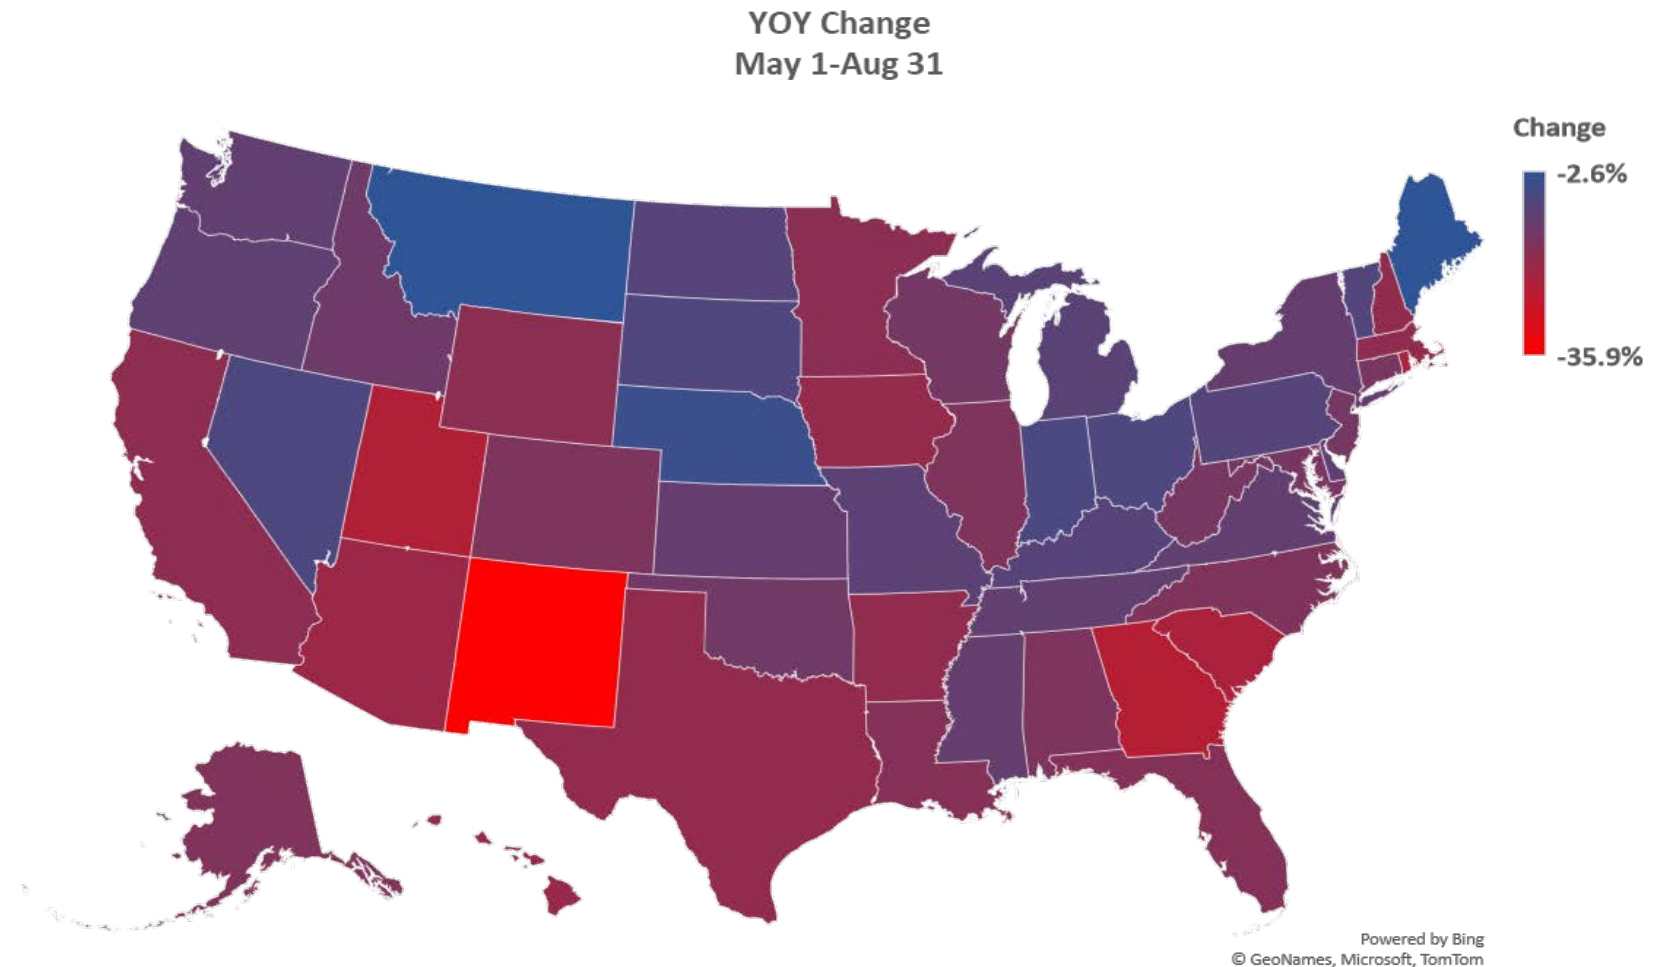 YOY Change
May 1-Aug 31
Change
-2.6%
-35.9%
Powered by Bing
© GeoNames, Microsoft, TomTom